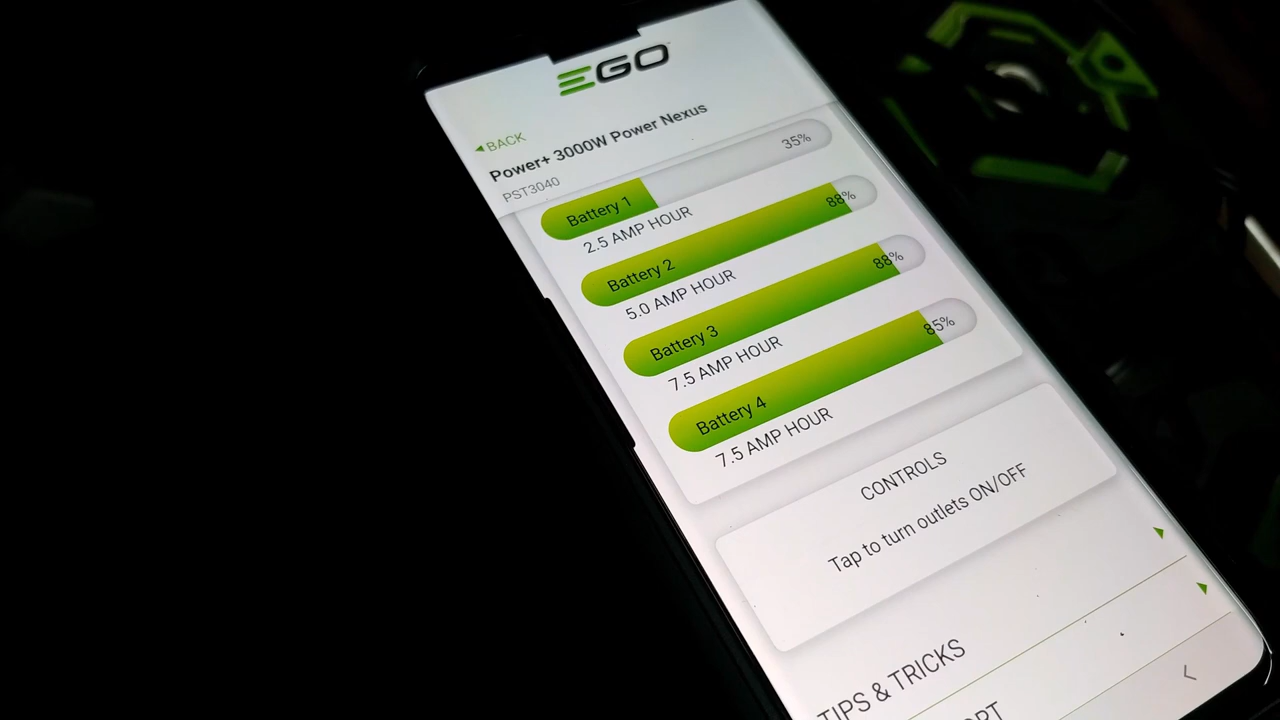 EGO
BACK
Power+ 3000W Power Nexus
PST3040
Battery 1 35%
2.5 AMP HOUR
Battery 2 88%
5.0 AMP HOUR
Battery 3 88%
7.5 AMP HOUR
Battery 4 85%
7.5 AMP HOUR
CONTROLS
Tap to turn outlets ON/OFF
TIPS & TRICKS